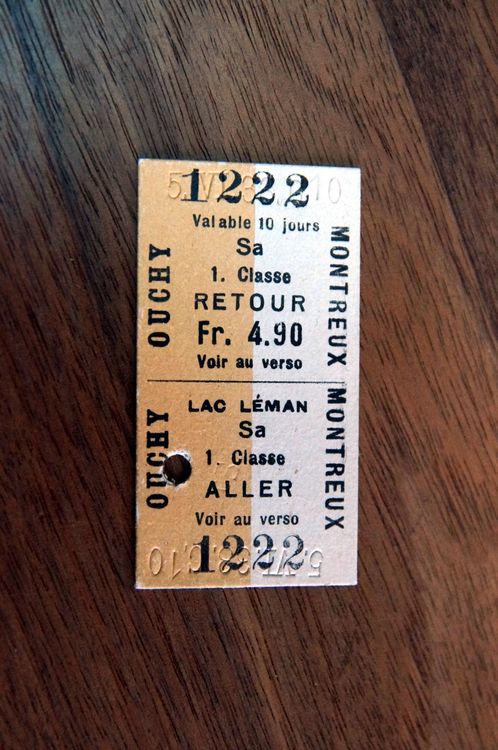 1222
Valable 10 jours
Sa
1. Classe
RETOUR
Fr. 4.90
Voir au verso
OUCHY
MONTREUX
LAC LÉMAN
Sa
1. Classe
ALLER
Voir au verso
1222
OUCHY
MONTREUX